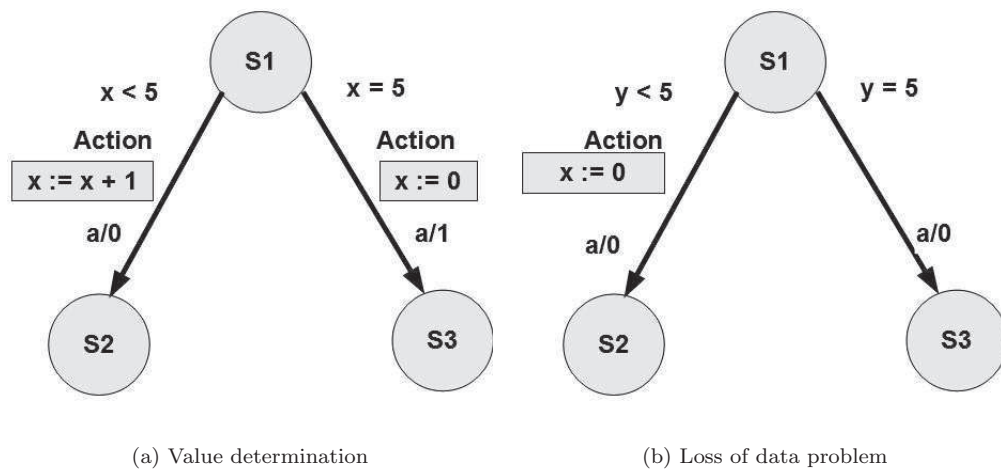 S1
x < 5
x = 5
Action
Action
x := x + 1
x := 0
a/0
a/1
S2
S3
(a) Value determination
S1
y < 5
y = 5
Action
x := 0
a/0
a/0
S2
S3
(b) Loss of data problem